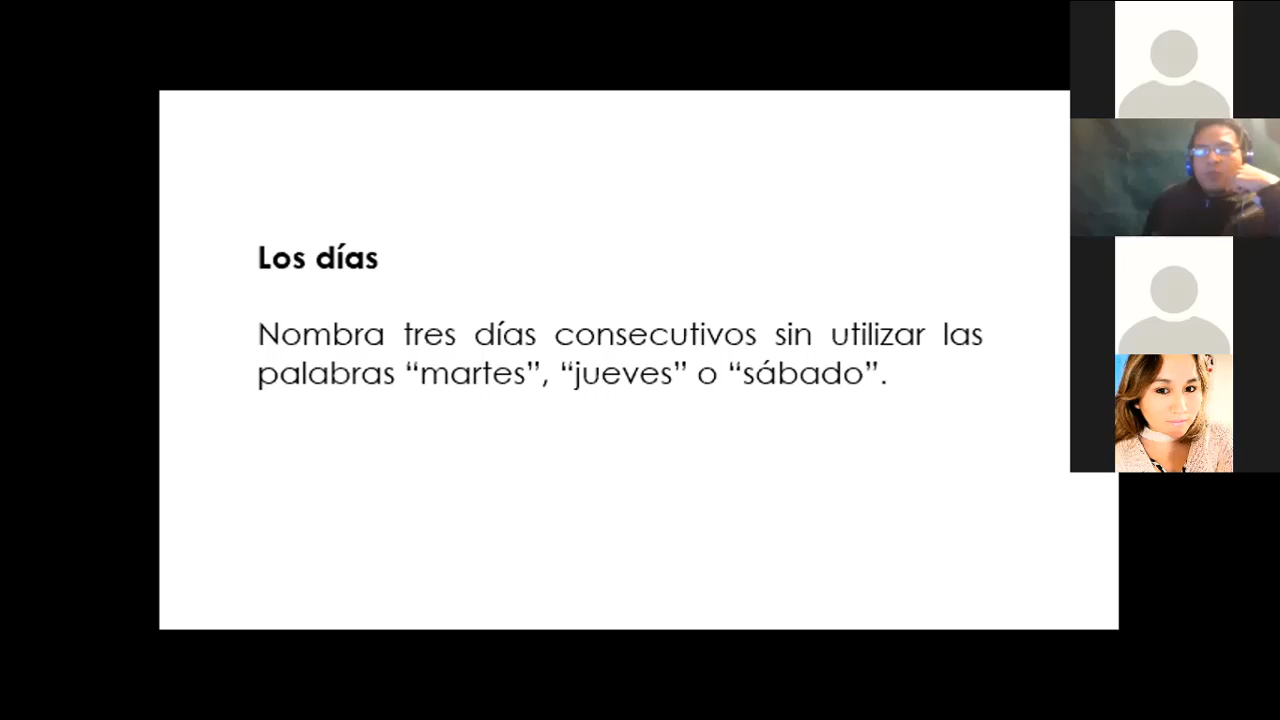 Los días
Nombra tres días consecutivos sin utilizar las
palabras “martes”, “jueves” o “sábado”.